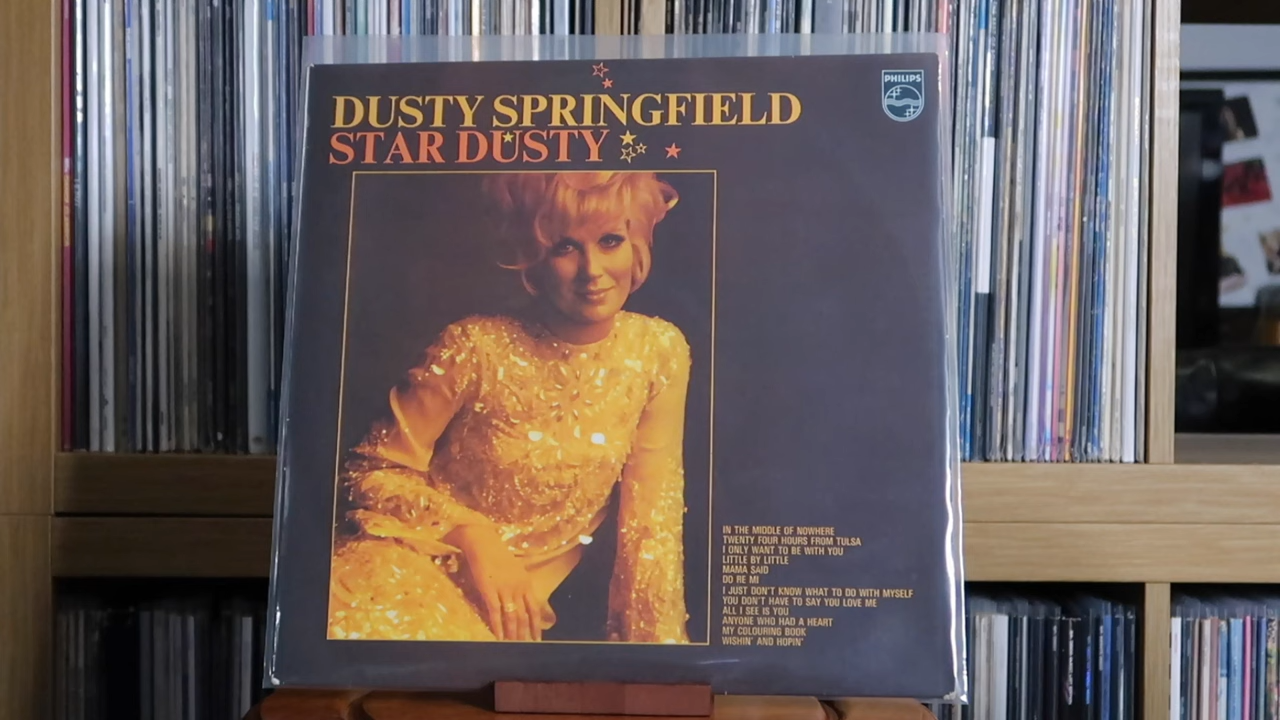 DUSTY SPRINGFIELD
STAR DUSTY
PHILIPS
IN THE MIDDLE OF NOWHERE
TWENTY FOUR HOURS FROM TULSA
I ONLY WANT TO BE WITH YOU
LITTLE BY LITTLE
MAMA SAID
DO RE MI
I JUST DON'T KNOW WHAT TO DO WITH MYSELF
YOU DON'T HAVE TO SAY YOU LOVE ME
ALL I SEE IS YOU
ANYONE WHO HAD A HEART
MY COLOURING BOOK
WISHIN' AND HOPIN'